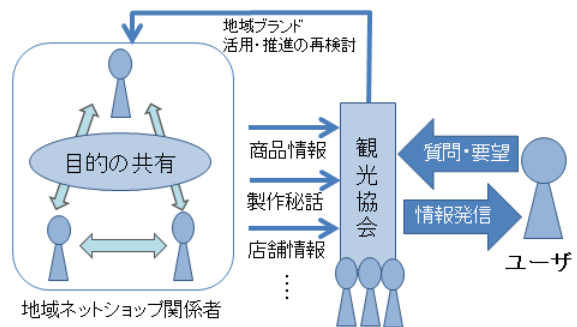 地域ブランド
活用・推進の再検討
目的の共有
商品情報
製作秘話
店舗情報
⋮
観光協会
質問・要望
情報発信
ユーザ
地域ネットショップ関係者